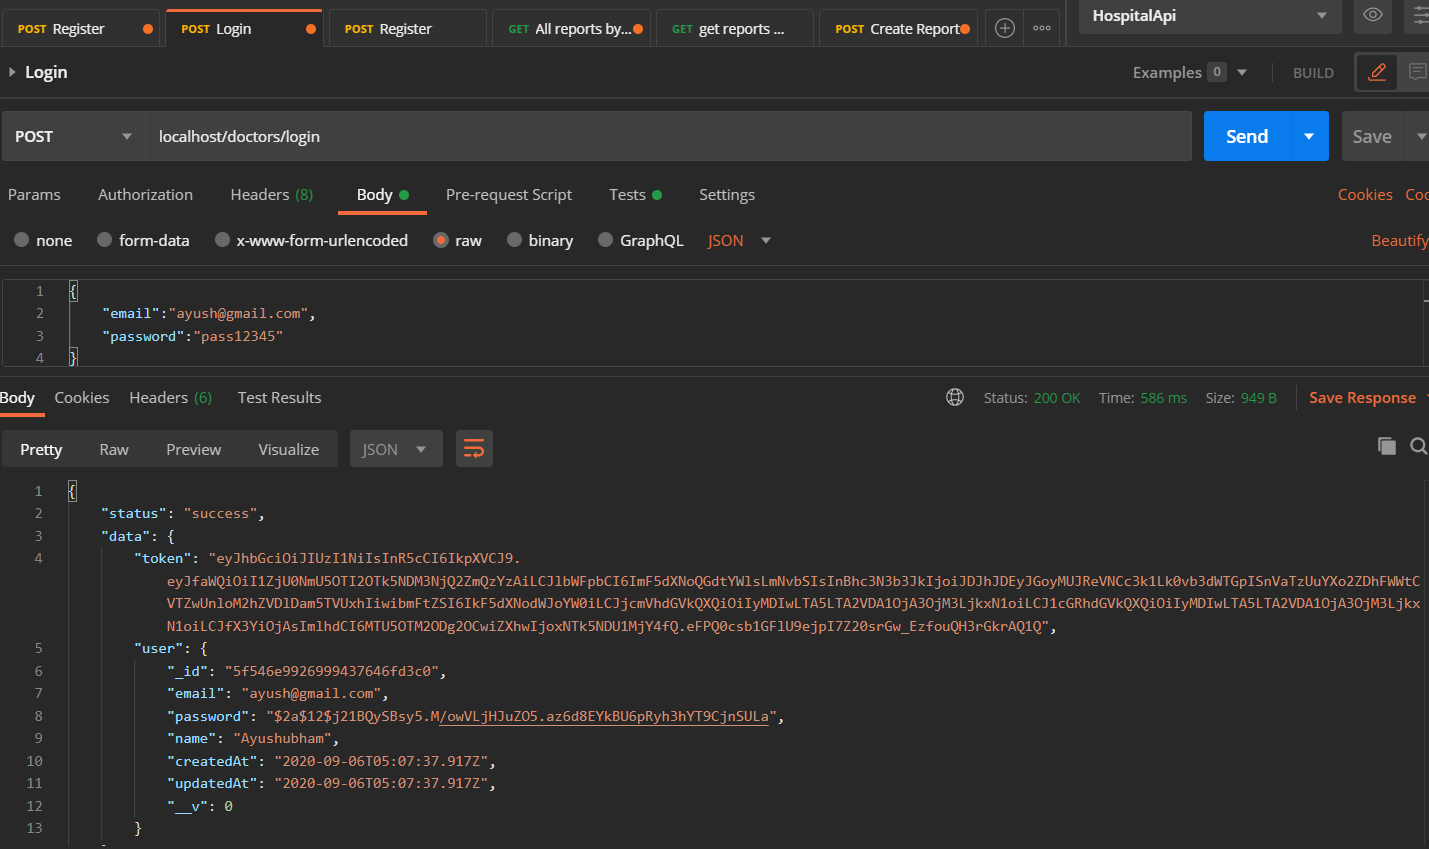 POST Register POST Login POST Register GET All reports by... GET get reports ... POST Create Report HospitalApi
Login Examples 0 BUILD
POST localhost/doctors/login Send Save
Params Authorization Headers (8) Body Pre-request Script Tests Settings Cookies
none form-data x-www-form-urlencoded raw binary GraphQL JSON Beautify
1 {
2 "email":"ayush@gmail.com",
3 "password":"pass12345"
4 }
Body Cookies Headers (6) Test Results Status: 200 OK Time: 586 ms Size: 949 B Save Response
Pretty Raw Preview Visualize JSON
1 {
2 "status": "success",
3 "data": {
4 "token": "eyJhbGciOiJIUzI1NiIsInR5cCI6IkpXVCJ9.
5 "user": {
6 "_id": "5f546e9926999437646fd3c0",
7 "email": "ayush@gmail.com",
8 "password": "$2a$12$j21BQySBsy5.M/owVLjHJuZO5.az6d8EYkBU6pRyh3hYT9CjnSULa",
9 "name": "Ayushubham",
10 "createdAt": "2020-09-06T05:07:37.917Z",
11 "updatedAt": "2020-09-06T05:07:37.917Z",
12 "__v": 0
13 }